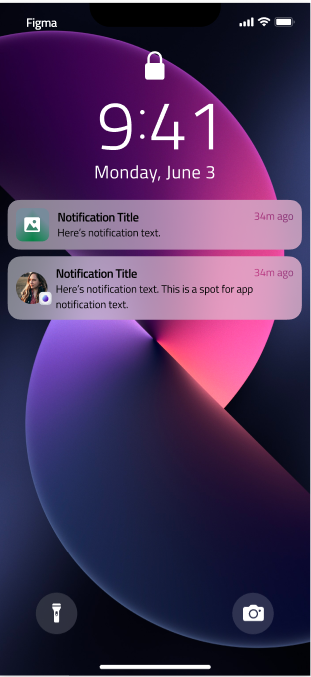 Figma
9:41
Monday, June 3
Notification Title
34m ago
Here's notification text.
Notification Title
34m ago
Here's notification text. This is a spot for app
notification text.